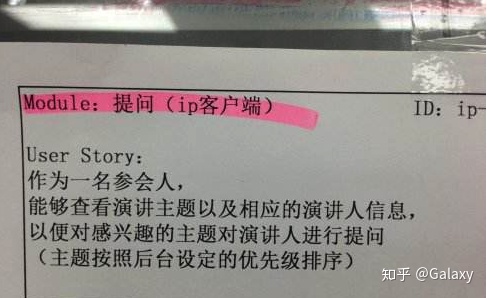 Module: 提问（ip客户端）
ID: ip-
User Story:
作为一名参会人,
能够查看演讲主题以及相应的演讲人信息,
以便对感兴趣的主题对演讲人进行提问
（主题按照后台设定的优先级排序）
知乎 @Galaxy